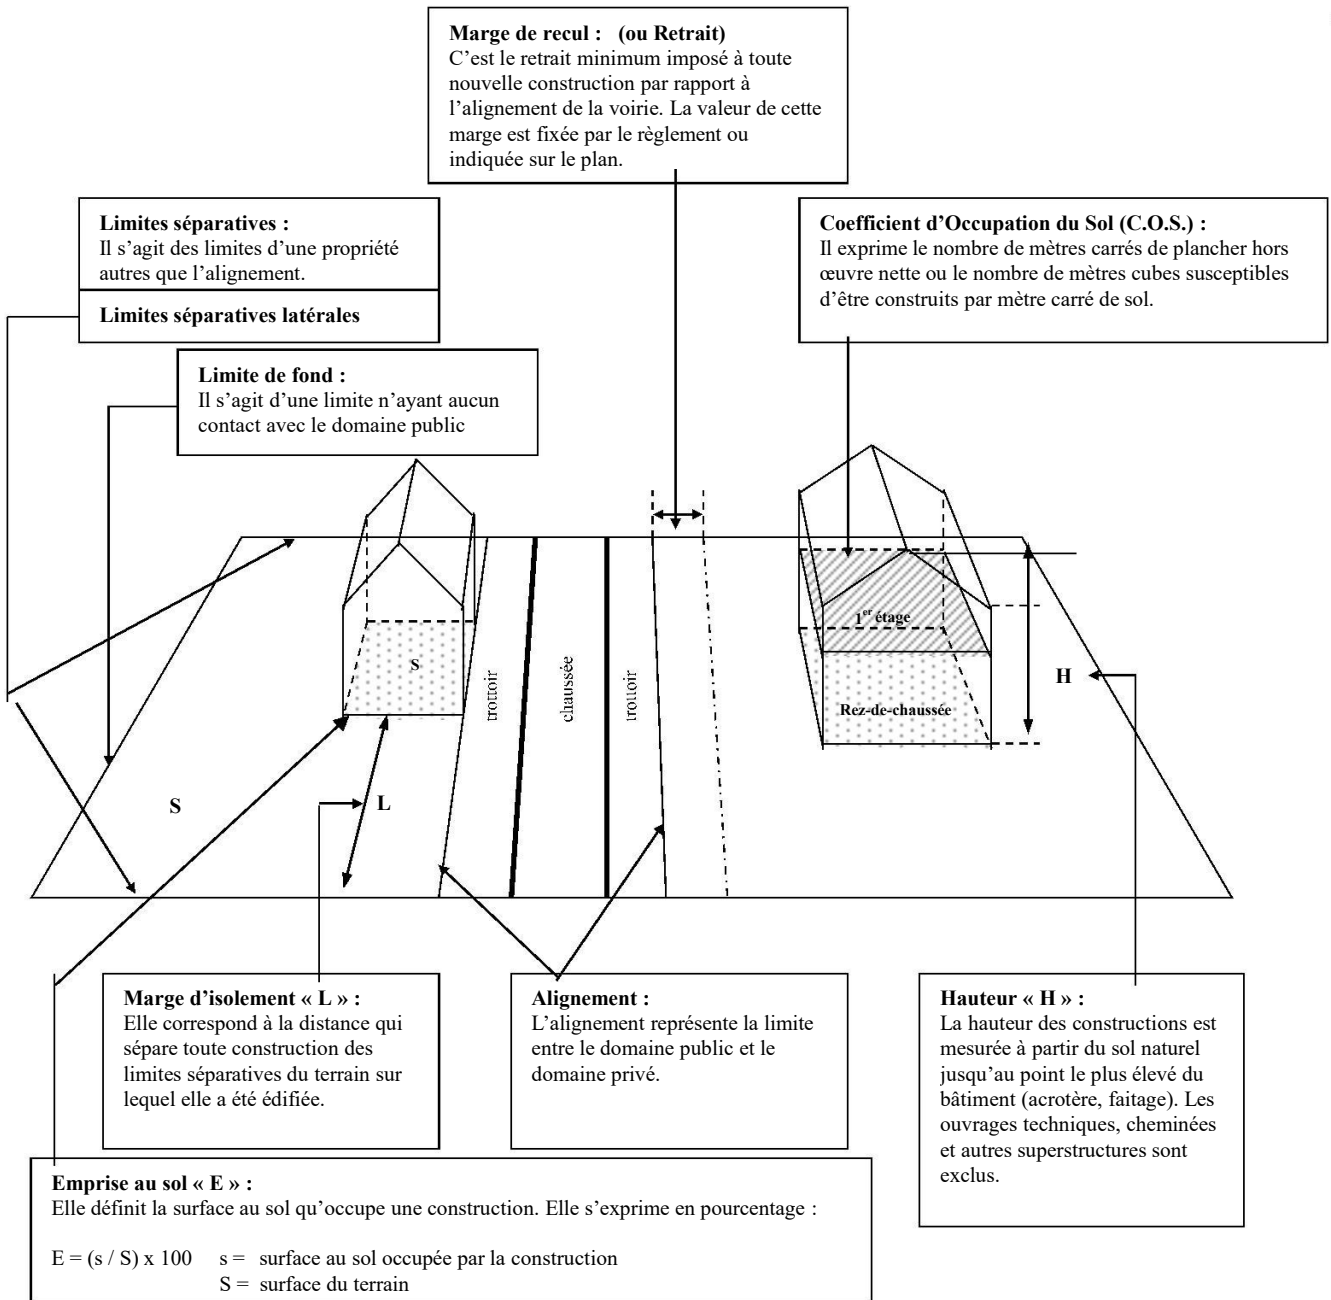 Marge de recul : (ou Retrait)
C’est le retrait minimum imposé à toute
nouvelle construction par rapport à
l’alignement de la voirie. La valeur de cette
marge est fixée par le règlement ou
indiquée sur le plan.
Limites séparatives :
Il s’agit des limites d’une propriété
autres que l’alignement.
Limites séparatives latérales
Coefficient d’Occupation du Sol (C.O.S.) :
Il exprime le nombre de mètres carrés de plancher hors
œuvre nette ou le nombre de mètres cubes susceptibles
d’être construits par mètre carré de sol.
Limite de fond :
Il s’agit d’une limite n’ayant aucun
contact avec le domaine public
1er étage
S
trottoir
chaussée
trottoir
H
Rez-de-chaussée
S
L
Marge d’isolement « L » :
Elle correspond à la distance qui
sépare toute construction des
limites séparatives du terrain sur
lequel elle a été édifiée.
Alignement :
L’alignement représente la limite
entre le domaine public et le
domaine privé.
Hauteur « H » :
La hauteur des constructions est
mesurée à partir du sol naturel
jusqu’au point le plus élevé du
bâtiment (acrotère, faitage). Les
ouvrages techniques, cheminées
et autres superstructures sont
exclus.
Emprise au sol « E » :
Elle définit la surface au sol qu’occupe une construction. Elle s’exprime en pourcentage :
E = (s / S) x 100 s = surface au sol occupée par la construction
S = surface du terrain